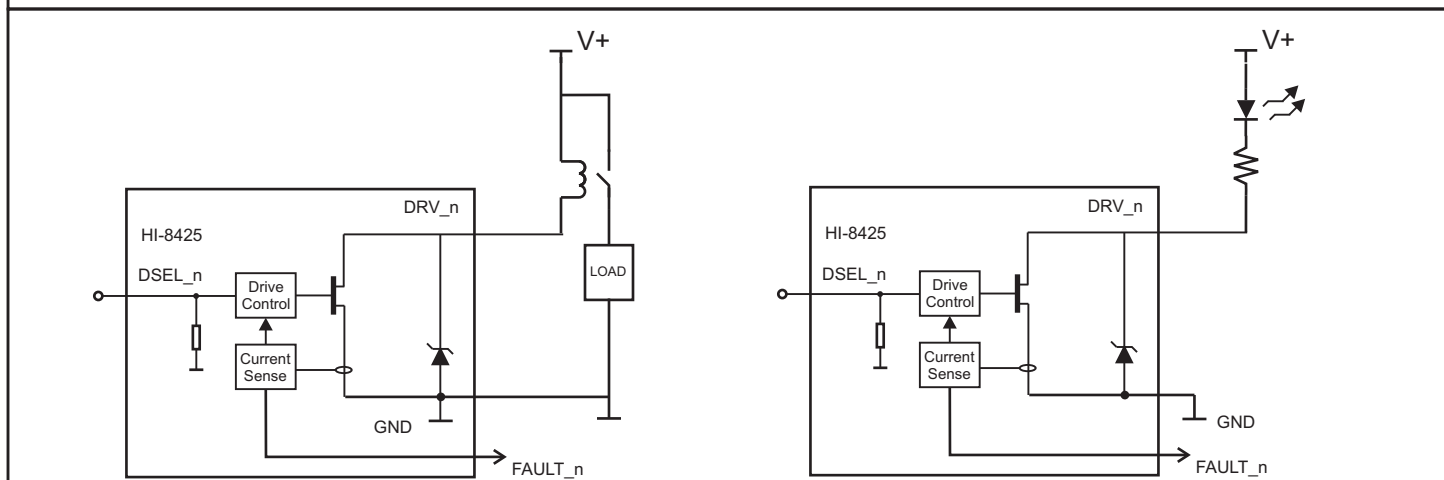 V+
DRV_n
HI-8425
DSEL_n
Drive
Control
LOAD
Current
Sense
GND
FAULT_n
V+
DRV_n
HI-8425
DSEL_n
Drive
Control
Current
Sense
GND
FAULT_n